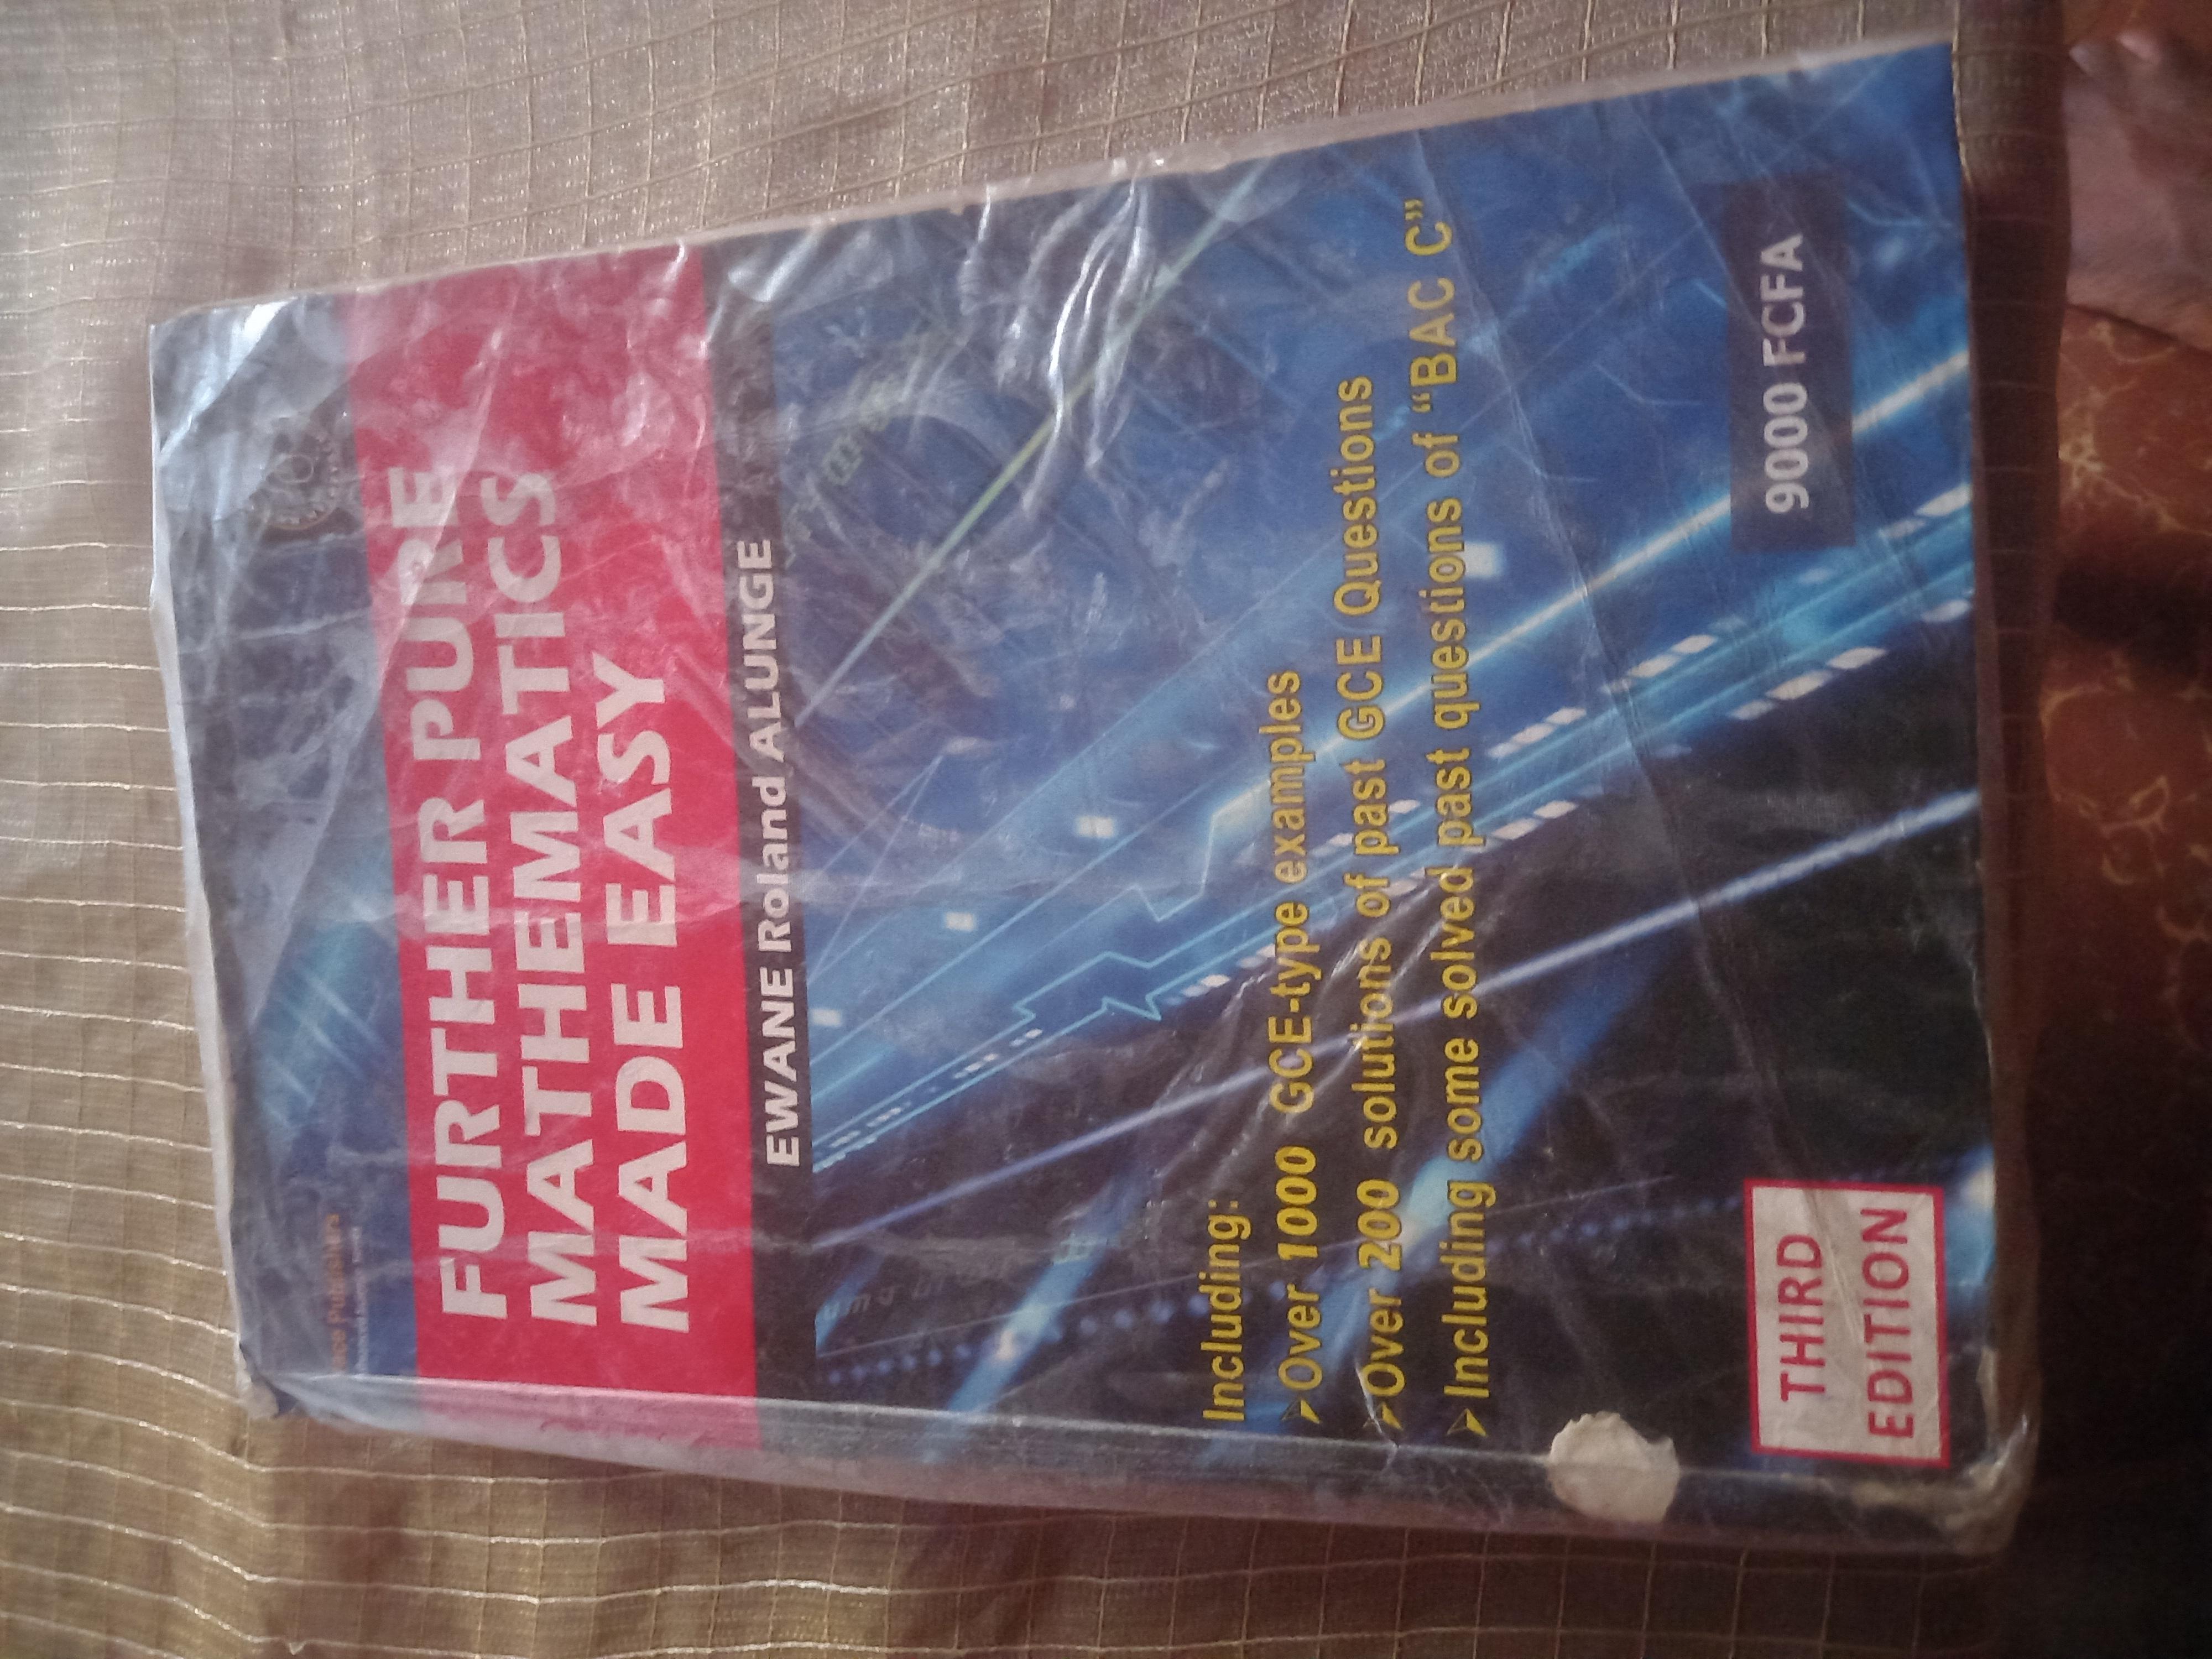 FURTHER PURE
MATHEMATICS
MADE EASY
EWANE Roland ALLUNGE
Including:
➤Over 1000 GCE-type examples
➤Over 200 solutions of past GCE Questions
➤Including some solved past questions of "BAC C"
THIRD
EDITION
9000 FCFA